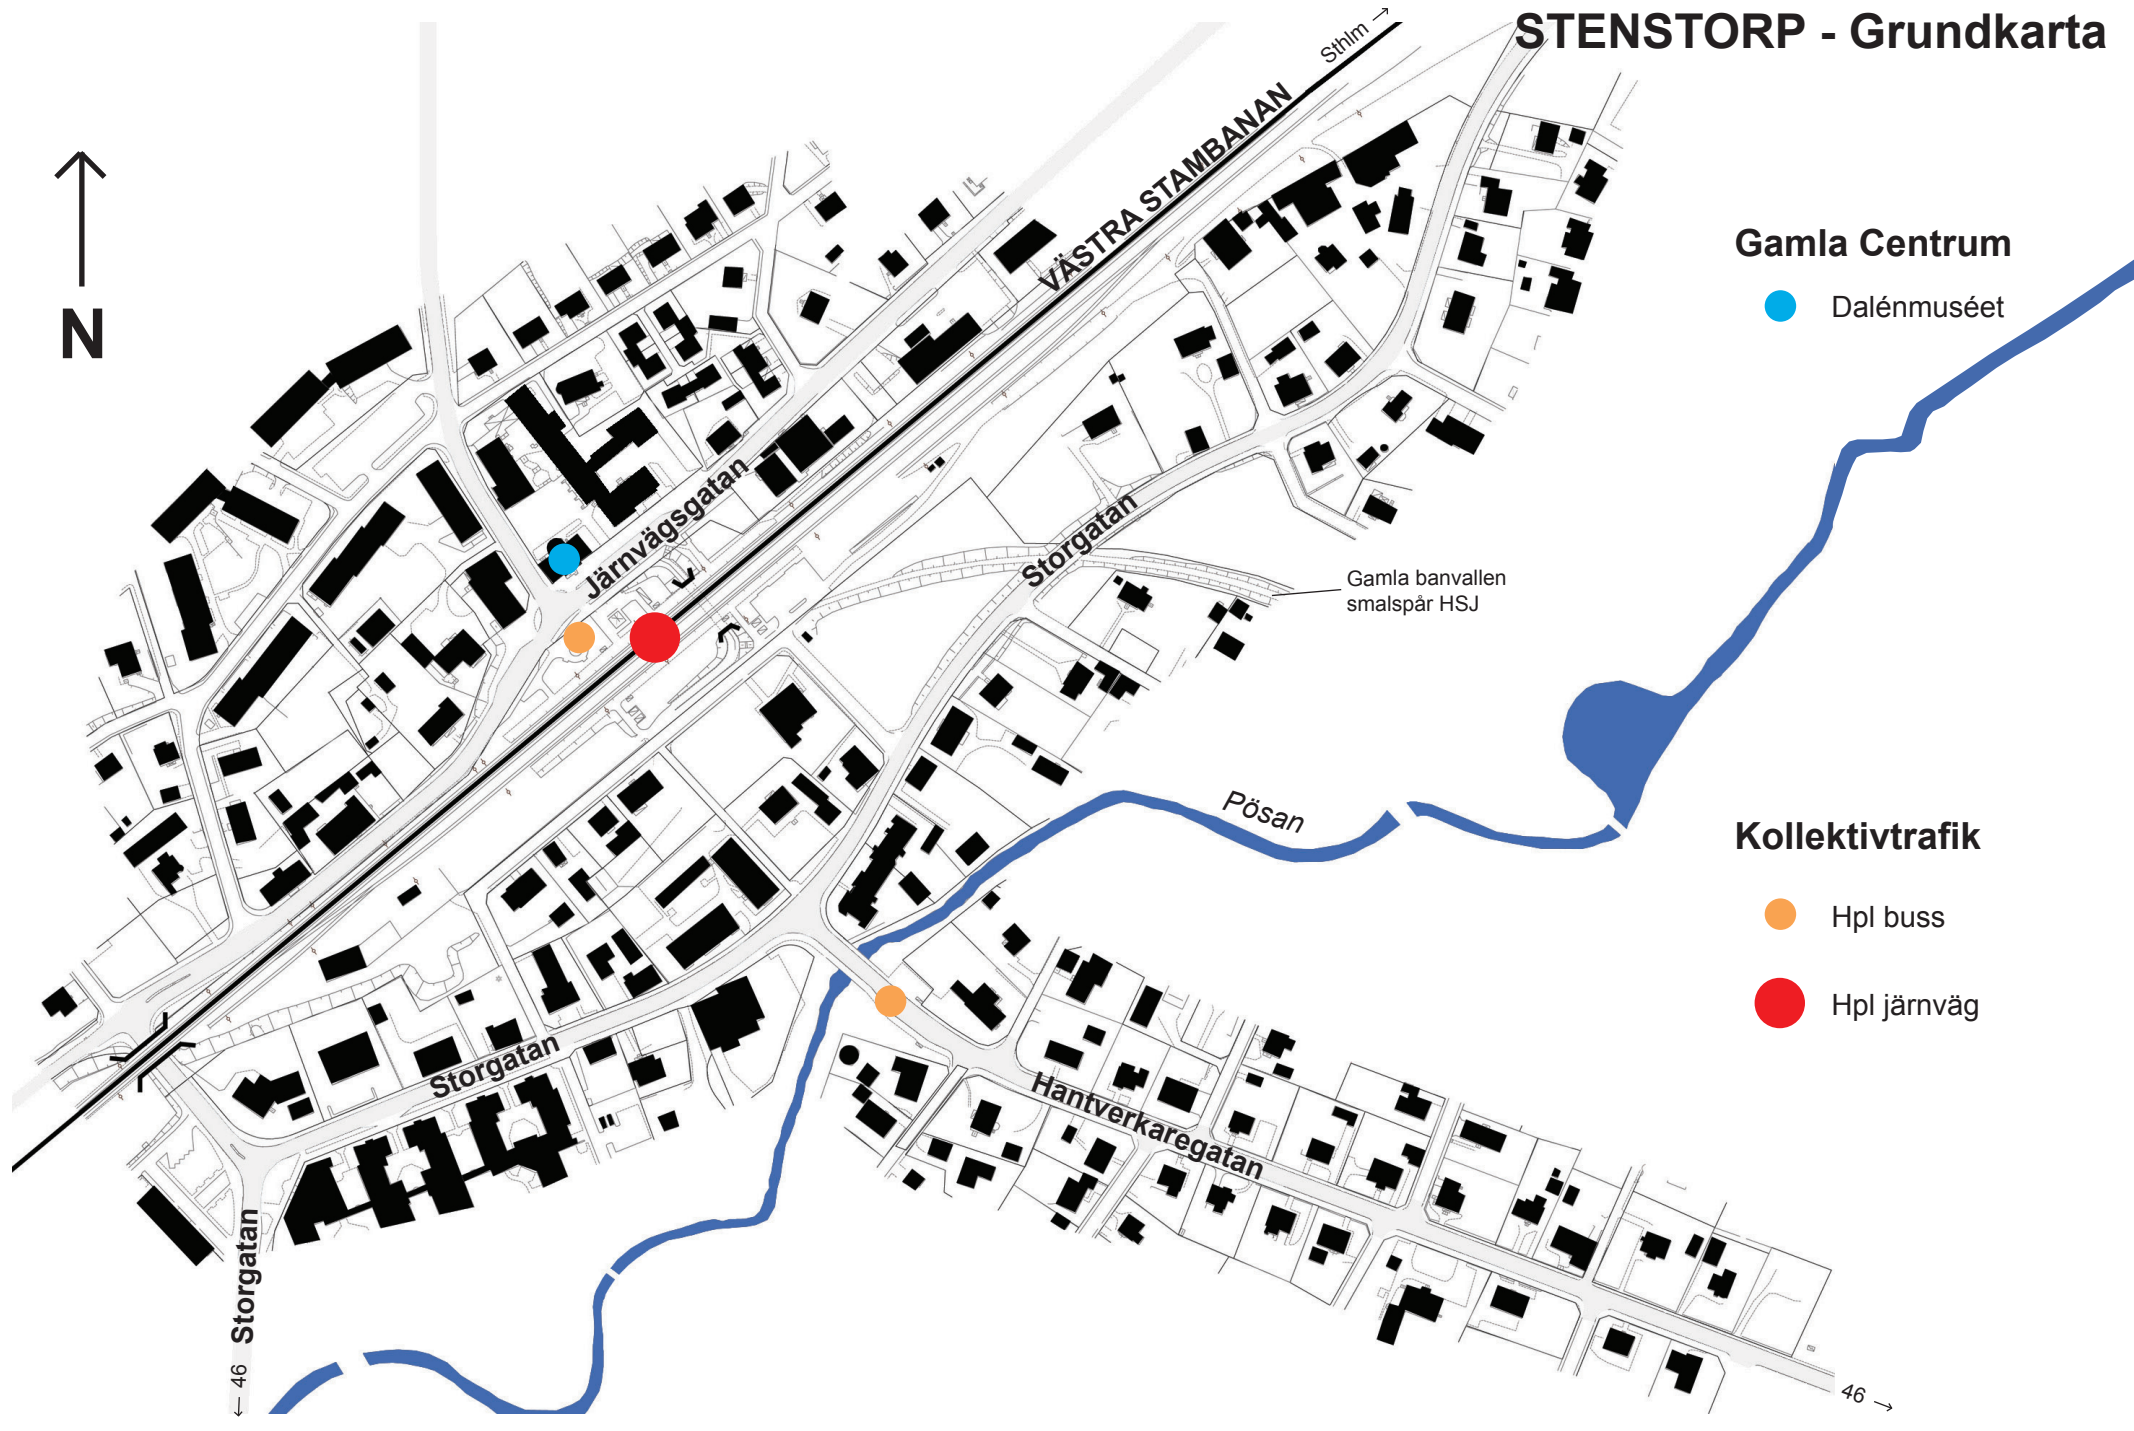 STENSTORP - Grundkarta
Sthlm →
VÄSTRA STAMBANAN
N
Gamla Centrum
Dalénmuséet
Järnvägsgatan
Storgatan
Gamla banvallen
smalspår HSJ
Pösan
Kollektivtrafik
Hpl buss
Hpl järnväg
Storgatan
Hantverkaregatan
Storgatan
← 46
46 →